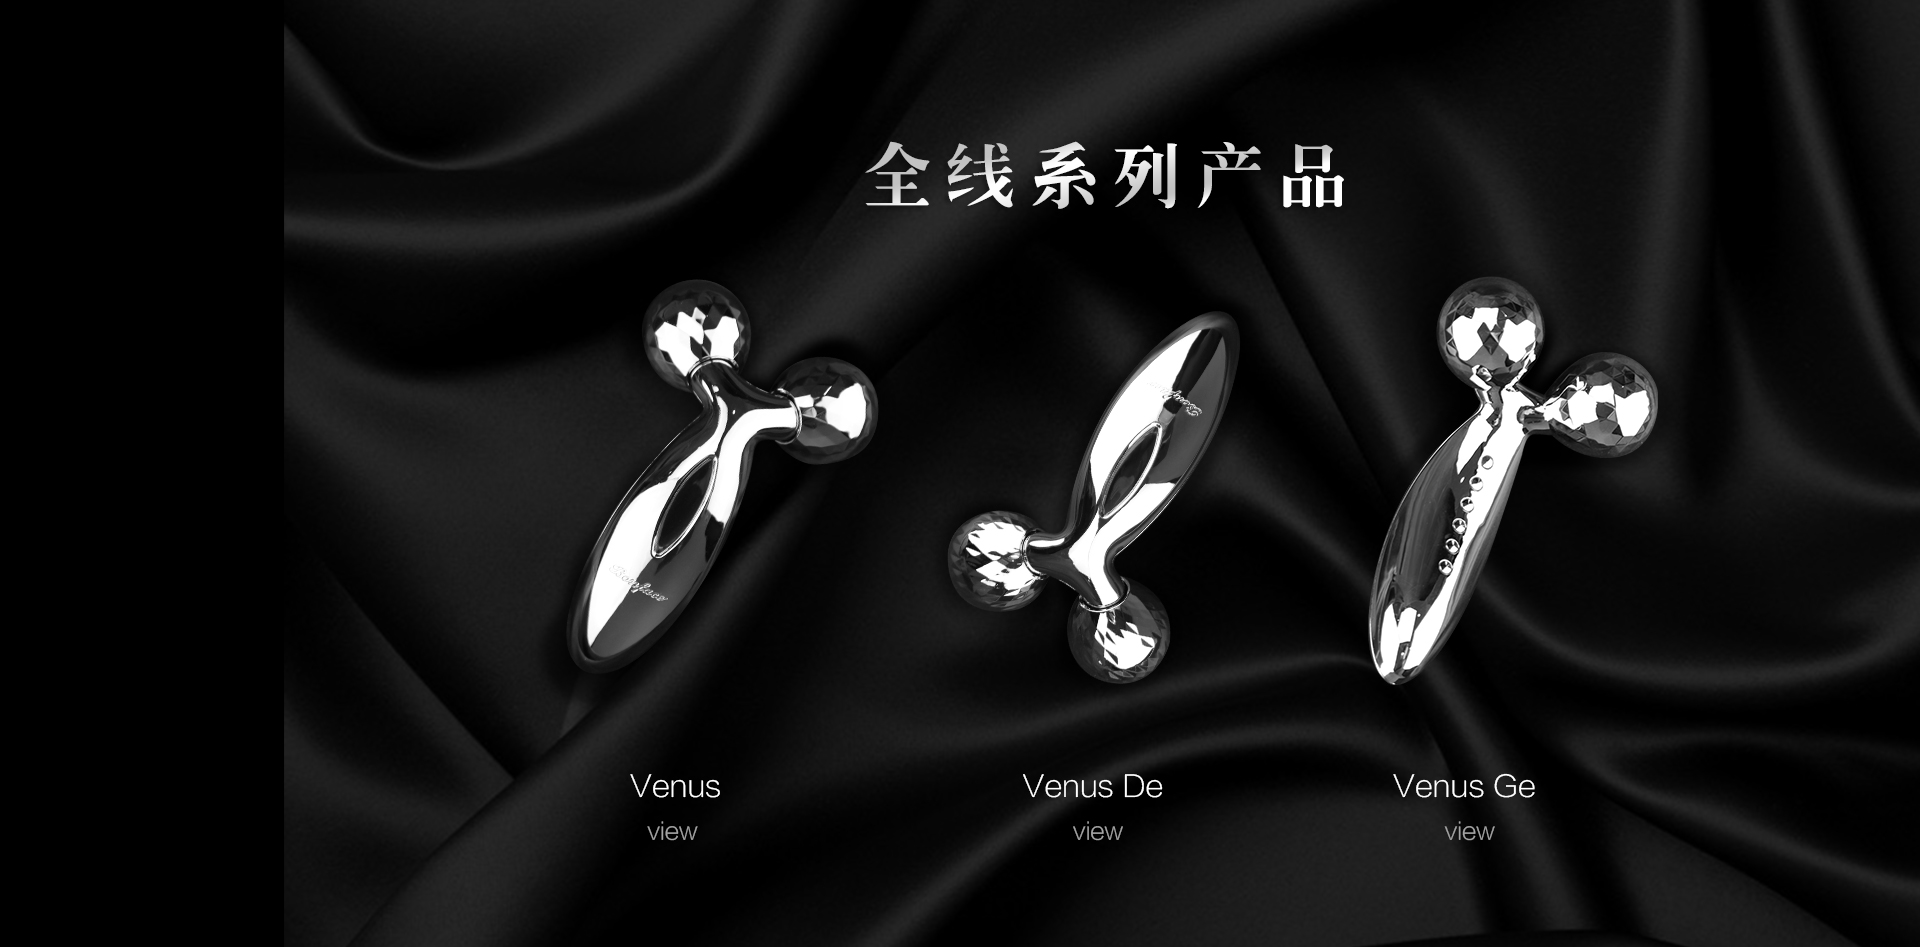 全线系列产品
Venus
Venus De
Venus Ge
view
view
view